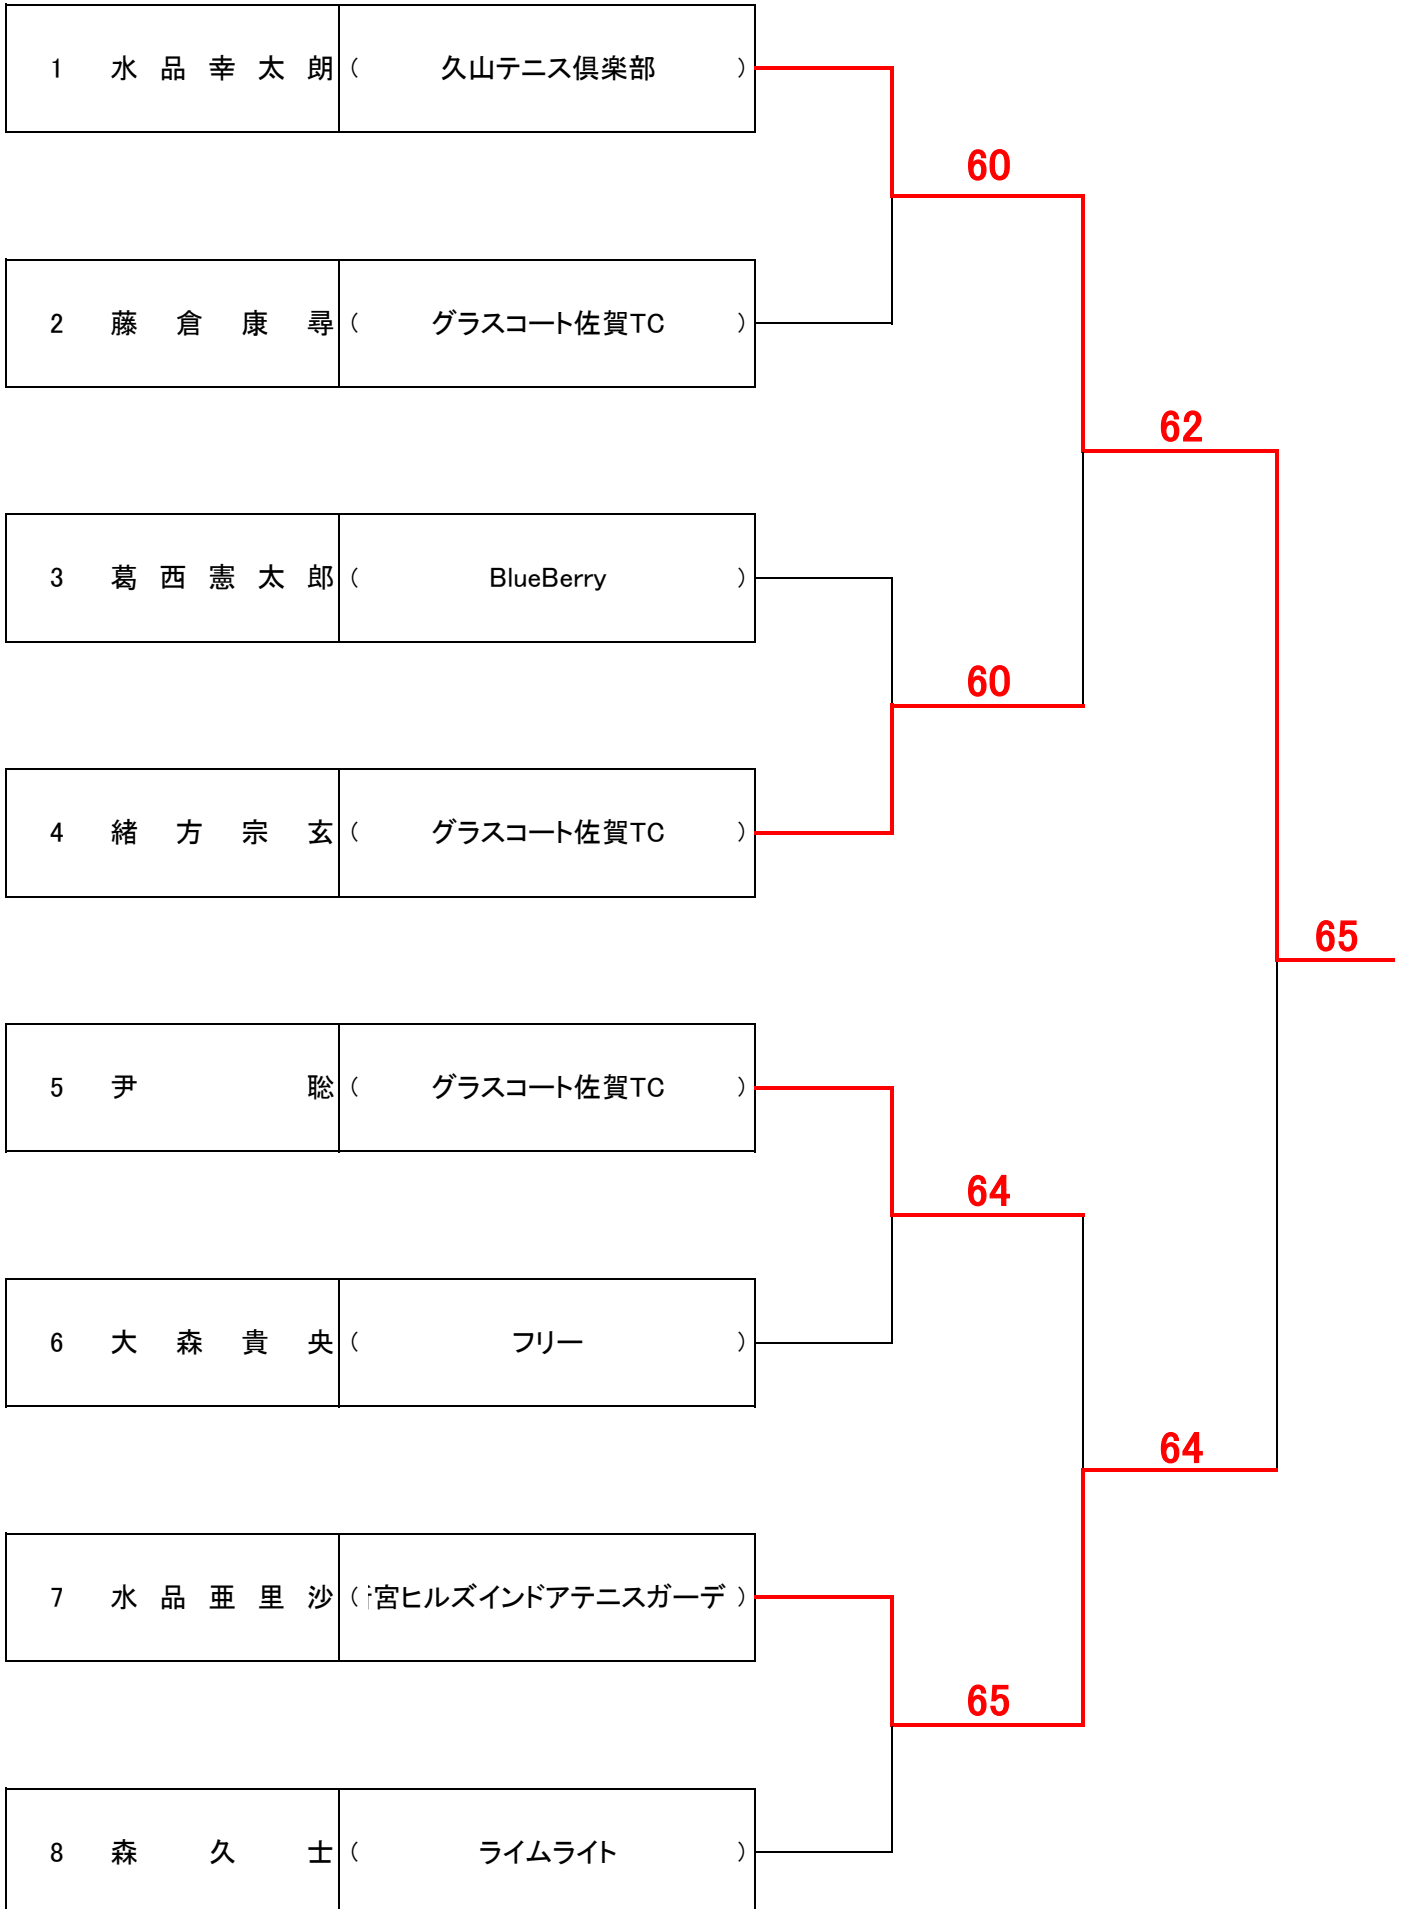 1 水品幸太朗 ( 久山テニス倶楽部 )
60
2 藤倉康尋 ( グラスコート佐賀TC )
62
3 葛西憲太郎 ( BlueBerry )
60
4 緒方宗玄 ( グラスコート佐賀TC )
65
5 尹聡 ( グラスコート佐賀TC )
64
6 大森貴央 ( フリー )
64
7 水品亜里沙 ( 宮ヒルズインドアテニスガーデ )
65
8 森久士 ( ライムライト )